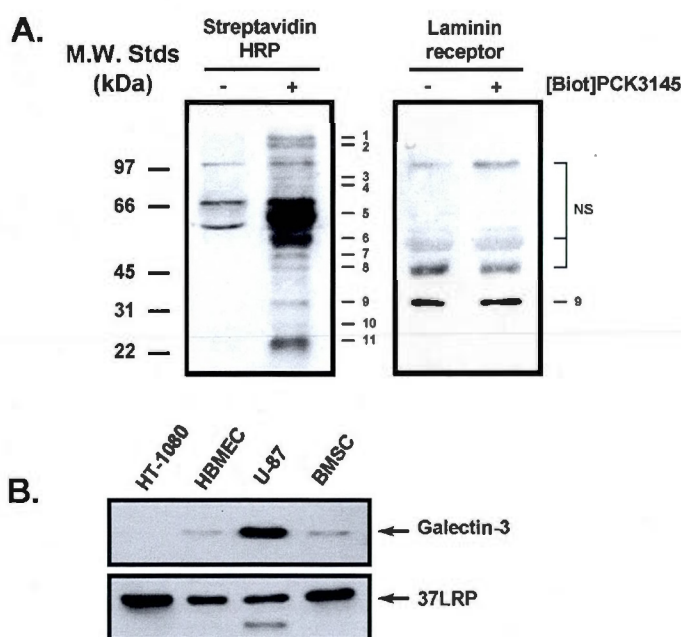 A.
Streptavidin
HRP
Laminin
receptor
M.W. Stds
(kDa)
- +
- +
[Biot]PCK3145
97
66
45
31
22
1
2
3
4
5
6
7
8
9
10
11
NS
9
B.
HT-1080
HBMEC
U-87
BMSC
Galectin-3
37LRP